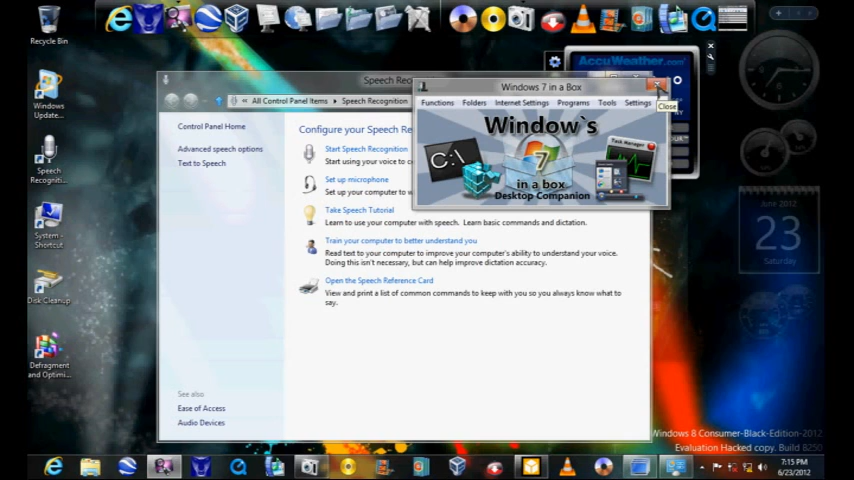 Recycle Bin
Windows
Update...
Speech
Recogniti...
System -
Shortcut
Disk Cleanup
Defragment
and Optimi...
AccuWeather.com
Speech Rec
« All Control Panel Items ▸ Speech Recognition
Control Panel Home
Advanced speech options
Text to Speech
Configure your Speech Re
Start Speech Recognition
Start using your voice to c
Set up microphone
Set up your computer to w
Take Speech Tutorial
Learn to use your computer with speech. Learn basic commands and dictation.
Train your computer to better understand you
Read text to your computer to improve your computer's ability to understand your voice.
Doing this isn't necessary, but can help improve dictation accuracy.
Open the Speech Reference Card
View and print a list of common commands to keep with you so you always know what to
say.
See also
Ease of Access
Audio Devices
Windows 7 in a Box
Functions Folders Internet Settings Programs Tools Settings
Close
Window`s
C:\
7
in a box
Desktop Companion
Task Manager
June 2012
23
Saturday
Windows 8 Consumer-Black-Edition-2012
Evaluation Hacked copy. Build 8250
7:15 PM
6/23/2012